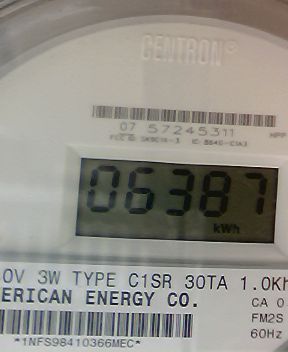 CENTRON®
07 57245311
06387
kWh
0V 3W TYPE C1SR 30TA 1.0Kh
ERICAN ENERGY CO.
CA 0
FM2S
60Hz
*1NFS98410366MEC*